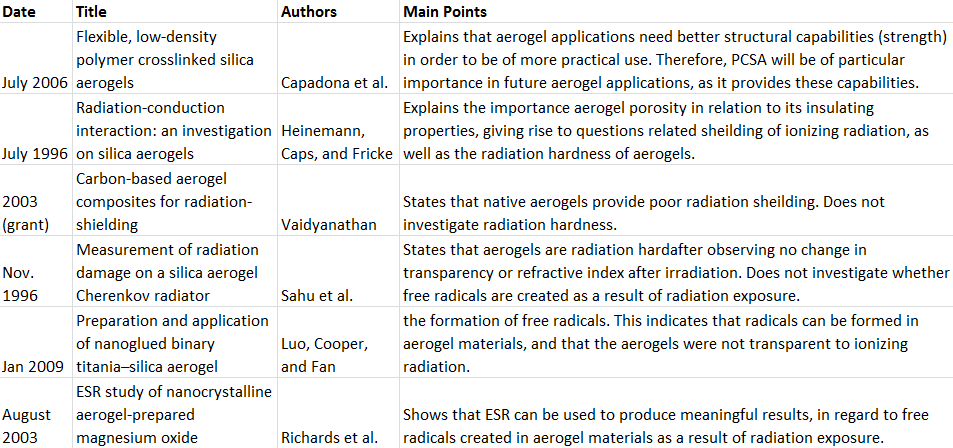 Date Title Authors Main Points
July 2006
Flexible, low-density
polymer crosslinked silica
aerogels
Capadona et al.
Explains that aerogel applications need better structural capabilities (strength)
in order to be of more practical use. Therefore, PCSA will be of particular
importance in future aerogel applications, as it provides these capabilities.
July 1996
Radiation-conduction
interaction: an investigation
on silica aerogels
Heinemann,
Caps, and Fricke
Explains the importance aerogel porosity in relation to its insulating
properties, giving rise to questions related sheilding of ionizing radiation, as
well as the radiation hardness of aerogels.
2003
(grant)
Carbon-based aerogel
composites for radiation-
shielding
Vaidyanathan
States that native aerogels provide poor radiation sheilding. Does not
investigate radiation hardness.
Nov.
1996
Measurement of radiation
damage on a silica aerogel
Cherenkov radiator
Sahu et al.
States that aerogels are radiation hardafter observing no change in
transparency or refractive index after irradiation. Does not investigate whether
free radicals are created as a result of radiation exposure.
Jan 2009
Preparation and application
of nanoglued binary
titania–silica aerogel
Luo, Cooper,
and Fan
the formation of free radicals. This indicates that radicals can be formed in
aerogel materials, and that the aerogels were not transparent to ionizing
radiation.
August
2003
ESR study of nanocrystalline
aerogel-prepared
magnesium oxide
Richards et al.
Shows that ESR can be used to produce meaningful results, in regard to free
radicals created in aerogel materials as a result of radiation exposure.